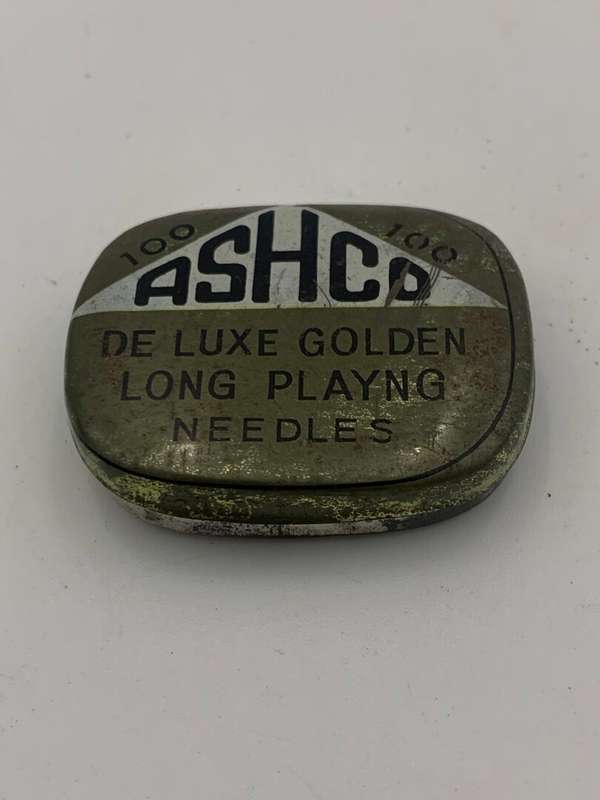 100 100
ASHCo
DE LUXE GOLDEN
LONG PLAYNG
NEEDLES